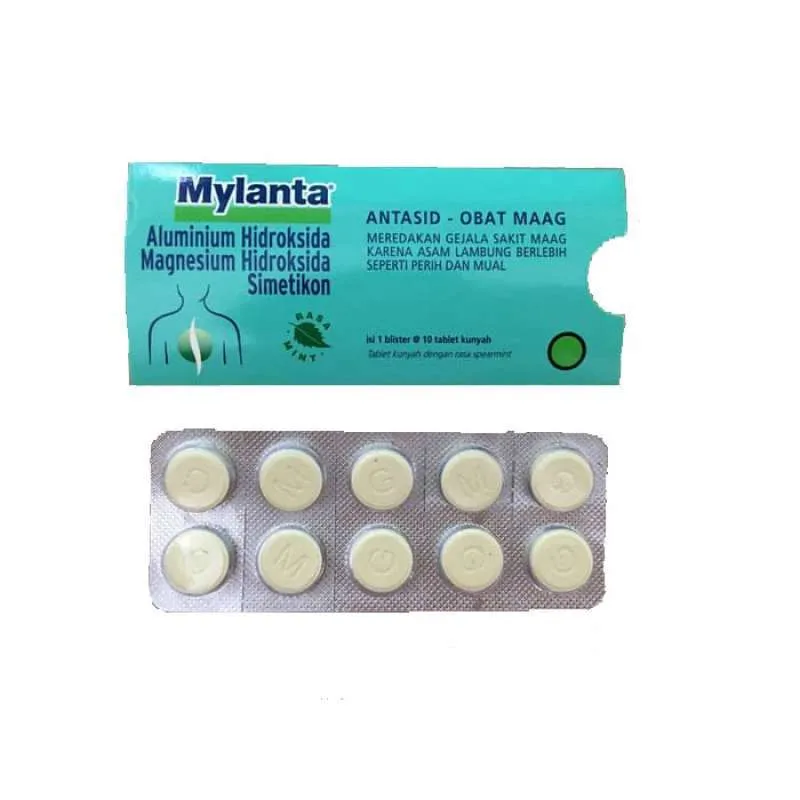 Mylanta®
Aluminium Hidroksida
Magnesium Hidroksida
Simetikon
RASA
MINT
ANTASID - OBAT MAAG
MEREDAKAN GEJALA SAKIT MAAG
KARENA ASAM LAMBUNG BERLEBIH
SEPERTI PERIH DAN MUAL
isi 1 blister @ 10 tablet kunyah
Tablet kunyah dengan rasa spearmint
M G M
M G